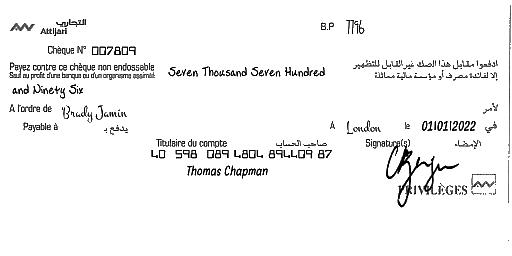 التجاري
Attijari
B.P 7796
Chèque N° 007809
Payez contre ce chèque non endossable
Seven Thousand Seven Hundred
ادفعوا مقابل هذا الصك غير القابل للتظهير
Sauf au profit d'une banque ou d'un organisme assimilé
إلا لفائدة مصرف أو مؤسسة مالية مماثلة
and Ninety Six
A l'ordre de Brady Jamin
لأمر
Payable à يدفع بـ
A London le 01/01/2022 في
Titulaire du compte صاحب الحساب
Signature(s) الإمضاء
40 598 089 4804 894409 87
Thomas Chapman
PRIVILÈGES